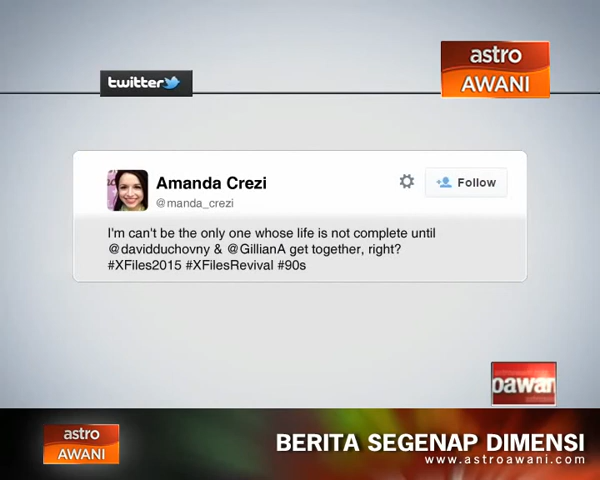 astro
AWANI
twitter
Amanda Crezi
Follow
@manda_crezi
I'm can't be the only one whose life is not complete until
@davidduchovny & @GillianA get together, right?
#XFiles2015 #XFilesRevival #90s
oawan
astro
AWANI
BERITA SEGENAP DIMENSI
www.astroawani.com